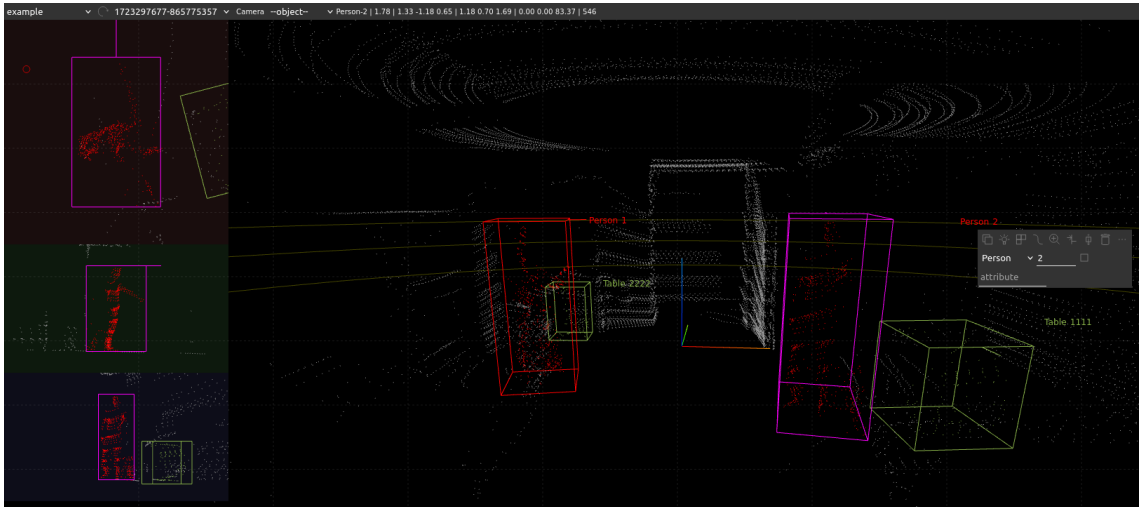 example 1723297677-865775357 Camera --object-- Person-2 | 1.78 | 1.33 -1.18 0.65 | 1.18 0.70 1.69 | 0.00 0.00 83.37 | 546
Person 1
Person 2
Person 2
attribute
Table 2222
Table 1111